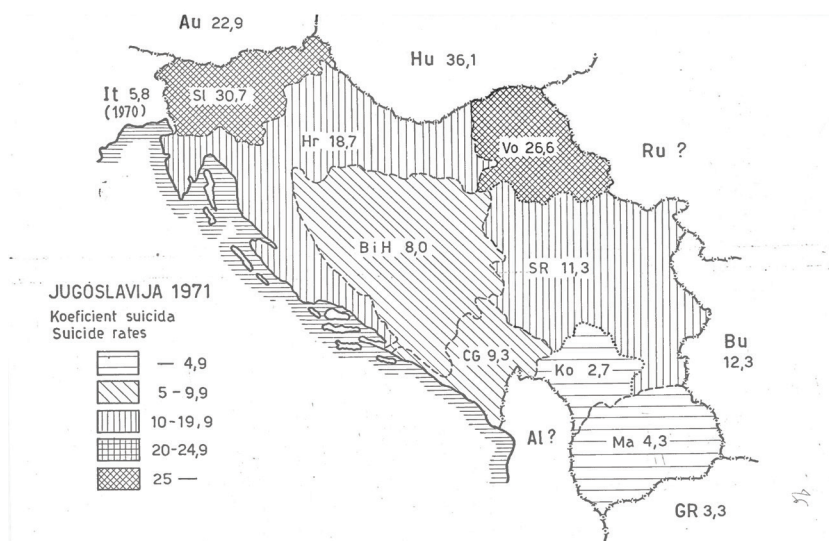 Au 22,9
Hu 36,1
It 5,8
(1970)
Sl 30,7
Hr 18,7
Vo 26,6
Ru ?
BiH 8,0
SR 11,3
JUGOSLAVIJA 1971
Koeficient suicida
Suicide rates
— 4,9
5 – 9,9
10 – 19,9
20 – 24,9
25 —
CG 9,3
Ko 2,7
Bu
12,3
Al ?
Ma 4,3
GR 3,3